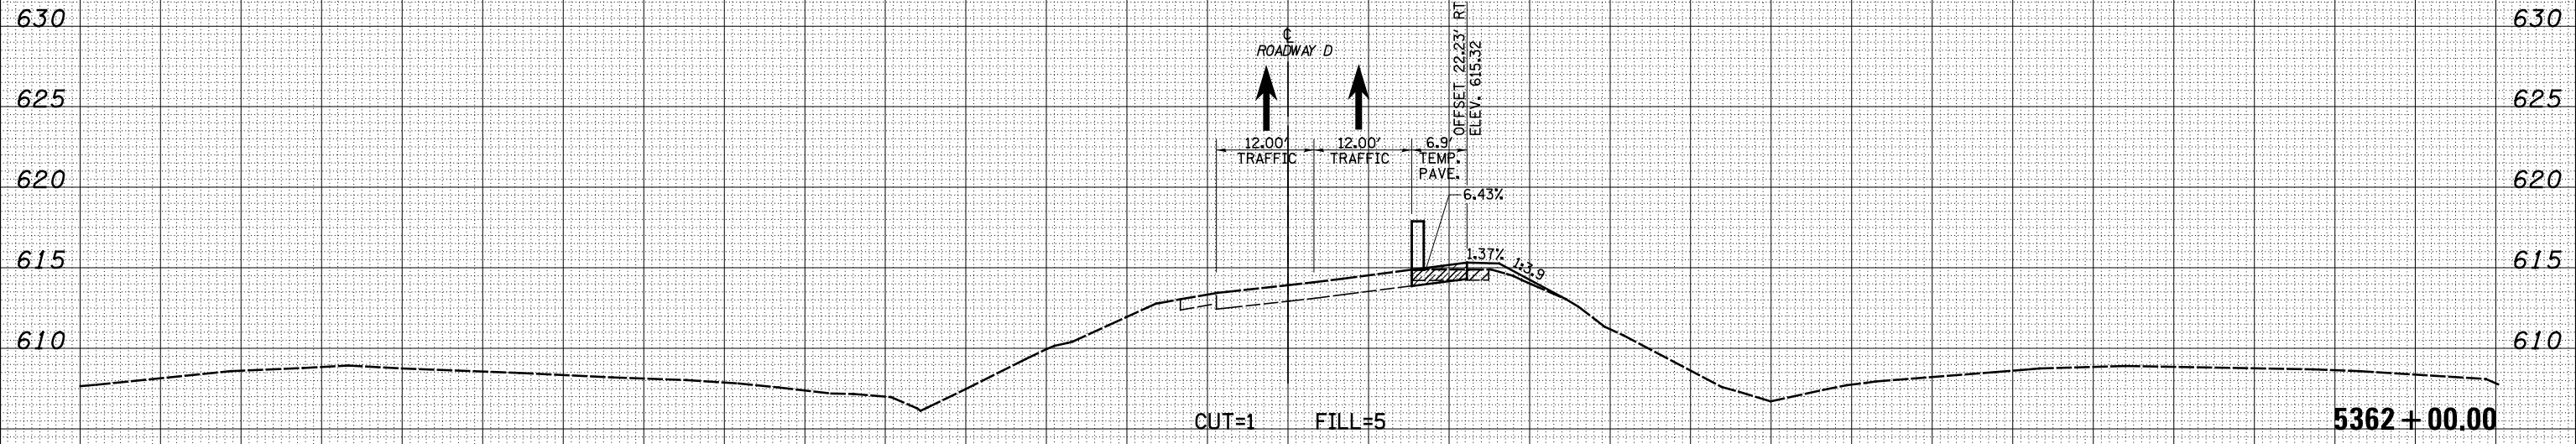 630
630
℄
ROADWAY D
OFFSET 22.23' RT
ELEV. 615.32
625
625
12.00'
TRAFFIC
12.00'
TRAFFIC
6.9'
TEMP.
PAVE.
620
620
6.43%
615
1.37%
1:3.9
615
610
610
CUT=1
FILL=5
5362+00.00